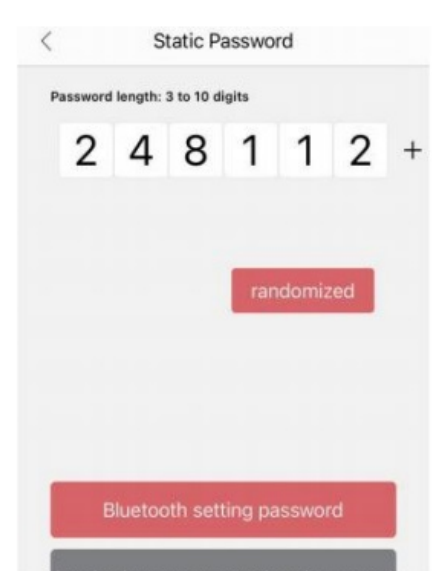 Static Password
Password length: 3 to 10 digits
2 4 8 1 1 2 +
randomized
Bluetooth setting password